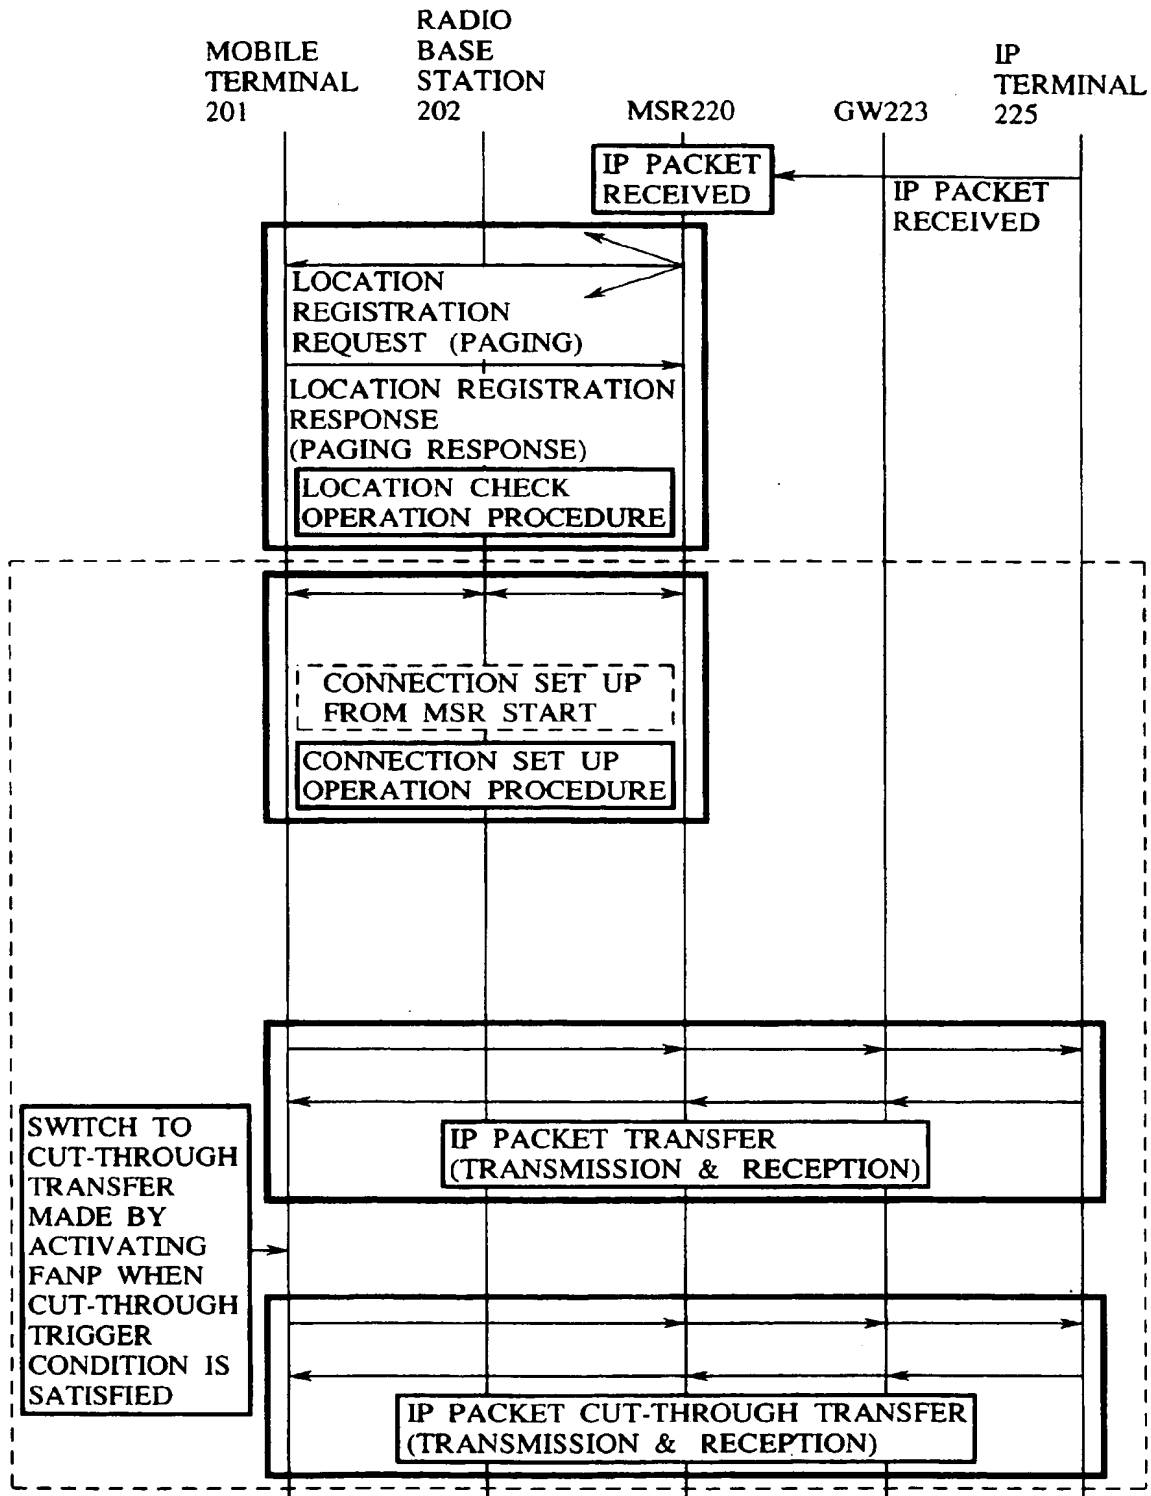 MOBILE
TERMINAL
201
RADIO
BASE
STATION
202
MSR220
GW223
IP
TERMINAL
225
IP PACKET
RECEIVED
IP PACKET
RECEIVED
LOCATION
REGISTRATION
REQUEST (PAGING)
LOCATION REGISTRATION
RESPONSE
(PAGING RESPONSE)
LOCATION CHECK
OPERATION PROCEDURE
CONNECTION SET UP
FROM MSR START
CONNECTION SET UP
OPERATION PROCEDURE
IP PACKET TRANSFER
(TRANSMISSION & RECEPTION)
SWITCH TO
CUT-THROUGH
TRANSFER
MADE BY
ACTIVATING
FANP WHEN
CUT-THROUGH
TRIGGER
CONDITION IS
SATISFIED
IP PACKET CUT-THROUGH TRANSFER
(TRANSMISSION & RECEPTION)